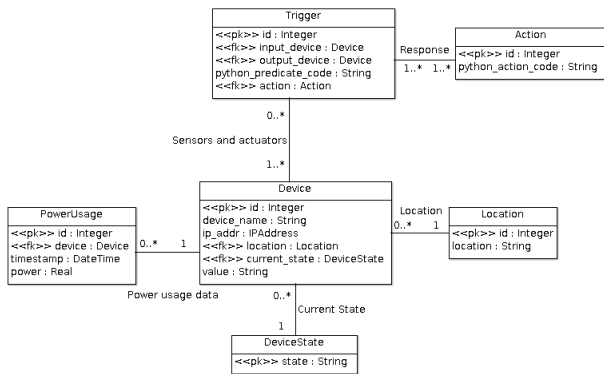 Trigger
<<pk>> id : Integer
<<fk>> input_device : Device
<<fk>> output_device : Device
python_predicate_code : String
<<fk>> action : Action
Response
1..* 1..*
Action
<<pk>> id : Integer
python_action_code : String
0..*
Sensors and actuators
1..*
Device
<<pk>> id : Integer
device_name : String
ip_addr : IPAddress
<<fk>> location : Location
<<fk>> current_state : DeviceState
value : String
PowerUsage
<<pk>> id : Integer
<<fk>> device : Device
timestamp : DateTime
power : Real
0..* 1
Power usage data
Location
0..* 1
Location
<<pk>> id : Integer
location : String
0..*
Current State
1
DeviceState
<<pk>> state : String